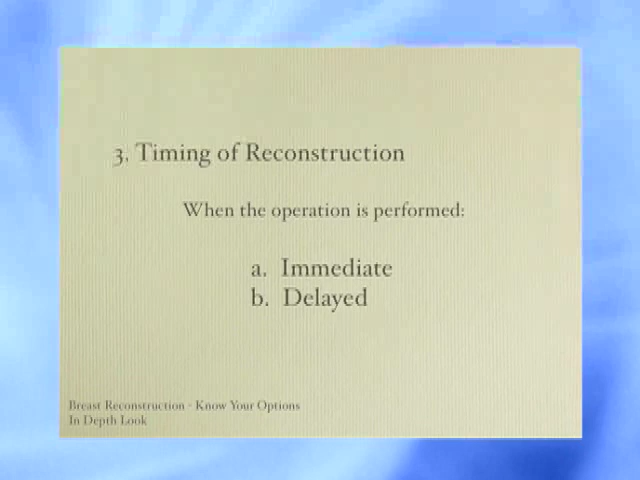 3. Timing of Reconstruction
When the operation is performed:
a. Immediate
b. Delayed
Breast Reconstruction - Know Your Options
In Depth Look